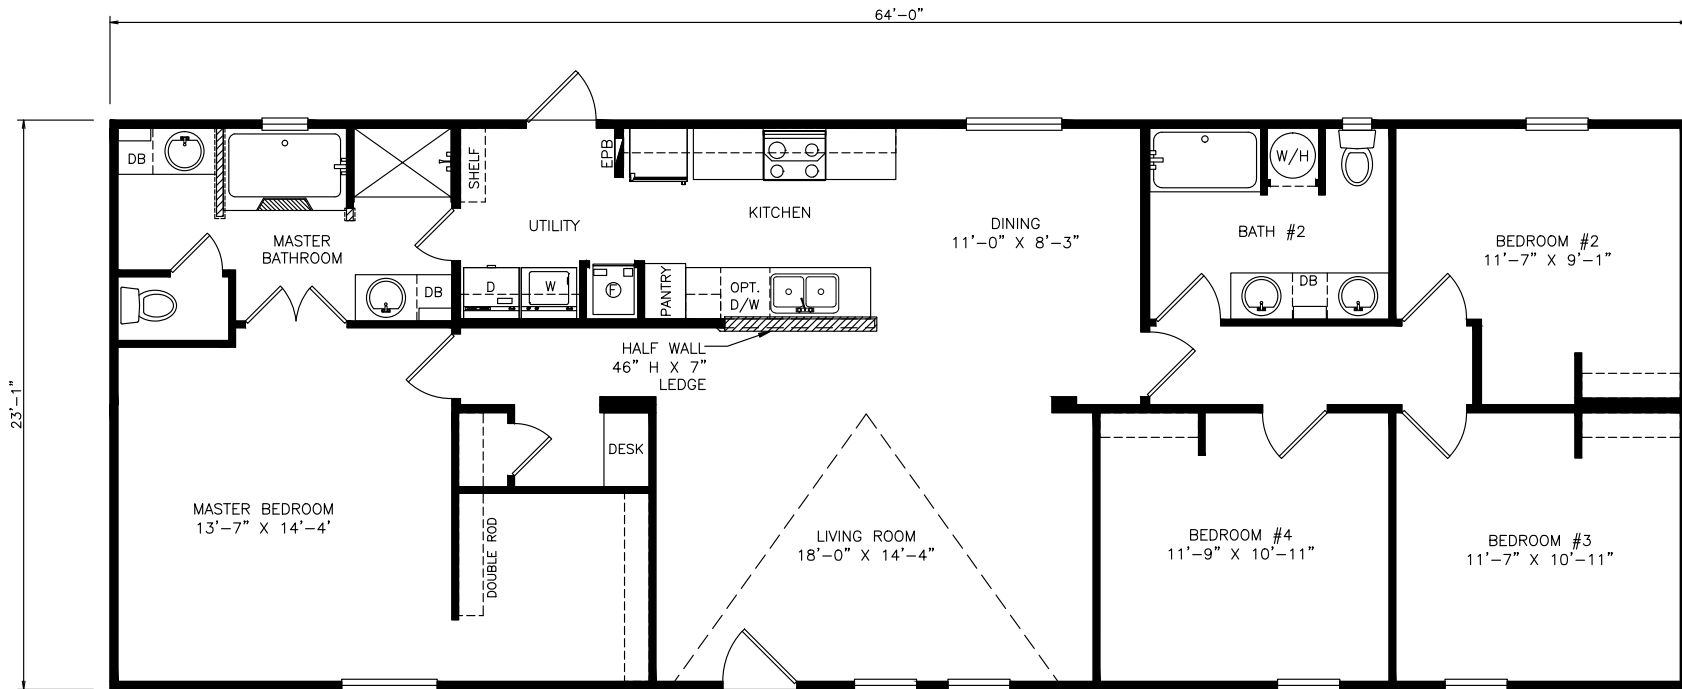 64'-0"
23'-1"
DB
MASTER
BATHROOM
DB
SHELF
UTILITY
EPB
KITCHEN
D
W
F
PANTRY
OPT.
D/W
DINING
11'-0" X 8'-3"
W/H
BATH #2
DB
BEDROOM #2
11'-7" X 9'-1"
HALF WALL
46" H X 7"
LEDGE
DESK
MASTER BEDROOM
13'-7" X 14'-4'
DOUBLE ROD
LIVING ROOM
18'-0" X 14'-4"
BEDROOM #4
11'-9" X 10'-11"
BEDROOM #3
11'-7" X 10'-11"